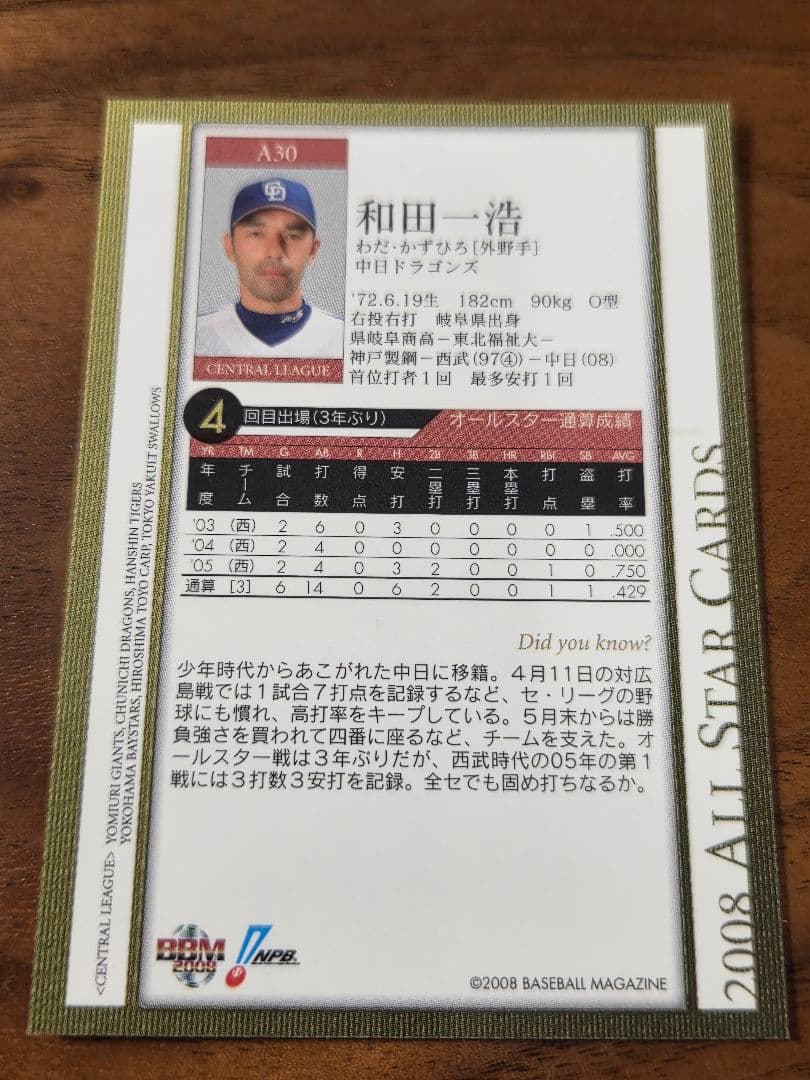 A30
CENTRAL LEAGUE
和田一浩
わだ・かずひろ[外野手]
中日ドラゴンズ
'72.6.19生 182cm 90kg O型
右投右打 岐阜県出身
県岐阜商高－東北福祉大－
神戸製鋼－西武(97④)－中日(08)
首位打者1回 最多安打1回
4回目出場(3年ぶり) オールスター通算成績
YR TM G AB R H 2B 3B HR RBI SB AVG
年度 チーム 試合 打数 得点 安打 二塁打 三塁打 本塁打 打点 盗塁 打率
'03 (西) 2 6 0 3 0 0 0 0 1 .500
'04 (西) 2 4 0 0 0 0 0 0 0 .000
'05 (西) 2 4 0 3 2 0 0 1 0 .750
通算 [3] 6 14 0 6 2 0 0 1 1 .429
Did you know?
少年時代からあこがれた中日に移籍。4月11日の対広
島戦では1試合7打点を記録するなど、セ・リーグの野
球にも慣れ、高打率をキープしている。5月末からは勝
負強さを買われて四番に座るなど、チームを支えた。オ
ールスター戦は3年ぶりだが、西武時代の05年の第1
戦には3打数3安打を記録。全セでも固め打ちなるか。
BBM
2008
NPB
©2008 BASEBALL MAGAZINE
<CENTRAL LEAGUE> YOMIURI GIANTS, CHUNICHI DRAGONS, HANSHIN TIGERS
YOKOHAMA BAYSTARS, HIROSHIMA TOYO CARP, TOKYO YAKULT SWALLOWS
2008 ALL STAR CARDS